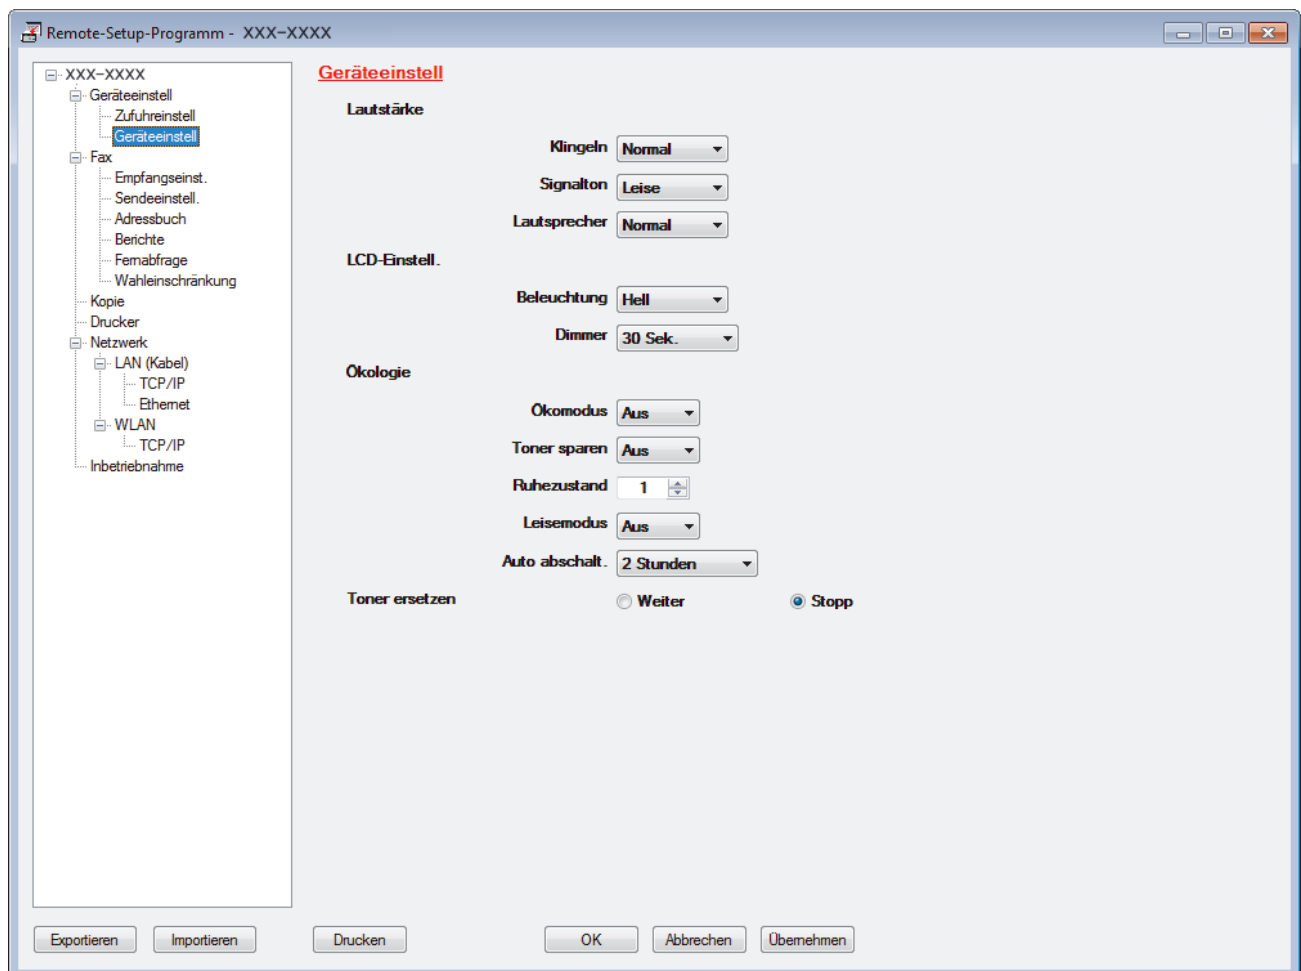 Remote-Setup-Programm - XXX-XXXX
XXX-XXXX
Geräteeinstell
Zufuhreinstell
Geräteeinstell
Fax
Empfangseinst.
Sendeeinstell.
Adressbuch
Berichte
Fernabfrage
Wahleinschränkung
Kopie
Drucker
Netzwerk
LAN (Kabel)
TCP/IP
Ethernet
WLAN
TCP/IP
Inbetriebnahme
Geräteeinstell
Lautstärke
Klingeln Normal
Signalton Leise
Lautsprecher Normal
LCD-Einstell.
Beleuchtung Hell
Dimmer 30 Sek.
Ökologie
Ökomodus Aus
Toner sparen Aus
Ruhezustand 1
Leisemodus Aus
Auto abschalt. 2 Stunden
Toner ersetzen Weiter Stopp
Exportieren Importieren Drucken OK Abbrechen Übernehmen